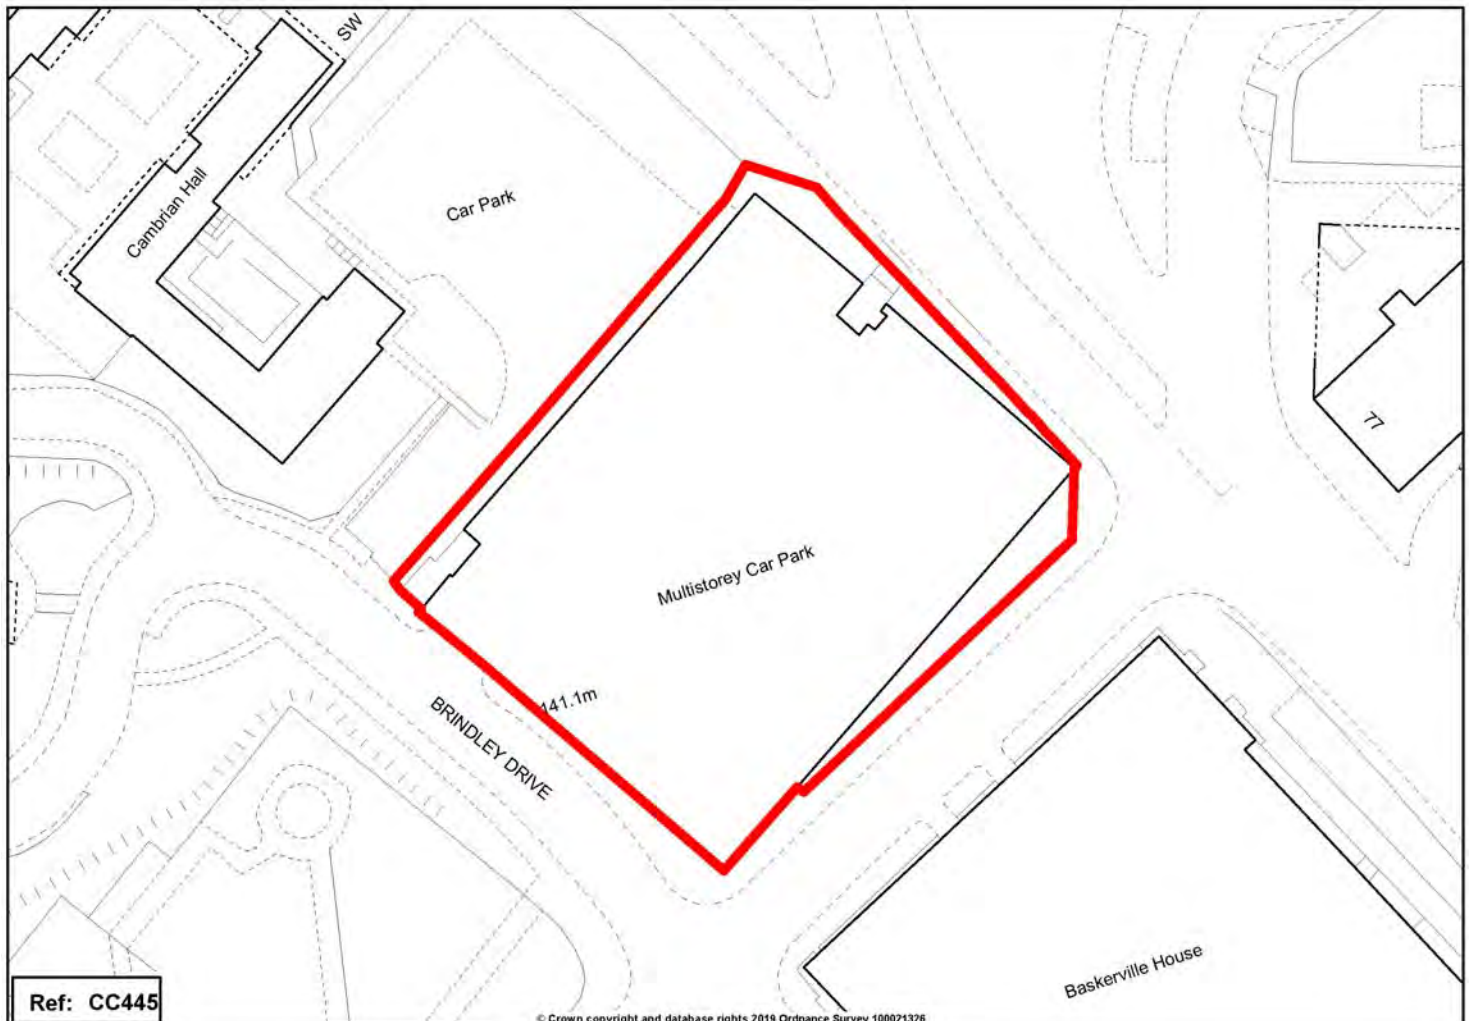 SW
Cambrian Hall
Car Park
77
Multistorey Car Park
141.1m
BRINDLEY DRIVE
Baskerville House
Ref: CC445
© Crown copyright and database rights 2019 Ordnance Survey 100021326